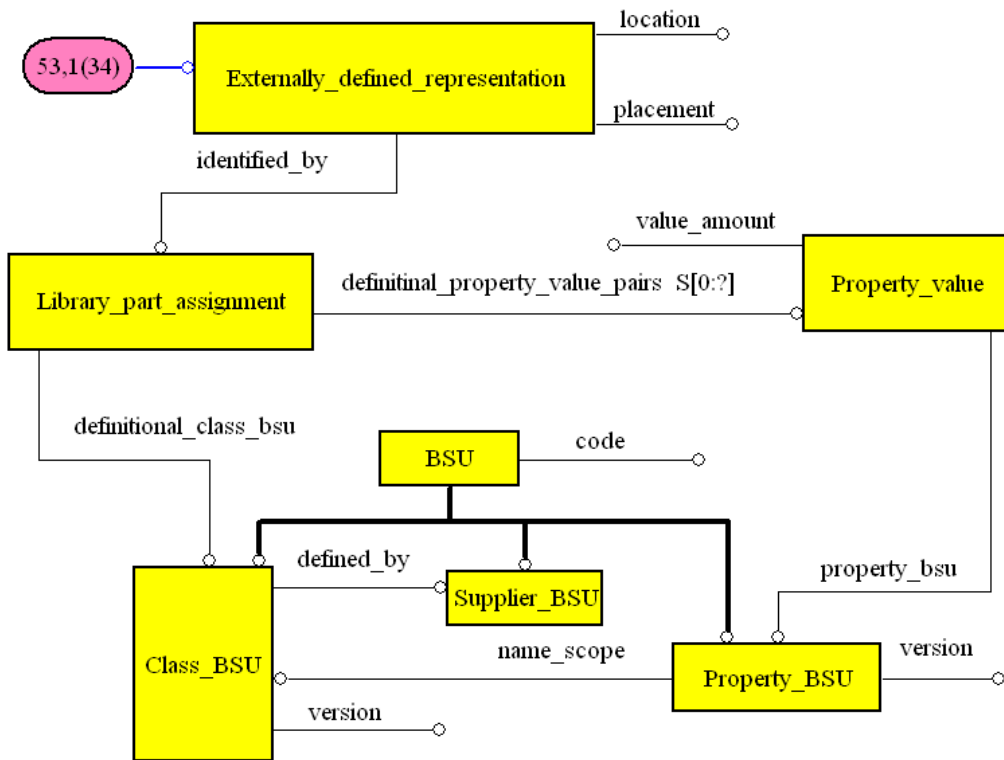 location
53,1(34)
Externally_defined_representation
placement
identified_by
value_amount
Library_part_assignment
definitinal_property_value_pairs S[0:?]
Property_value
definitional_class_bsu
BSU
code
defined_by
Supplier_BSU
property_bsu
Class_BSU
name_scope
Property_BSU
version
version